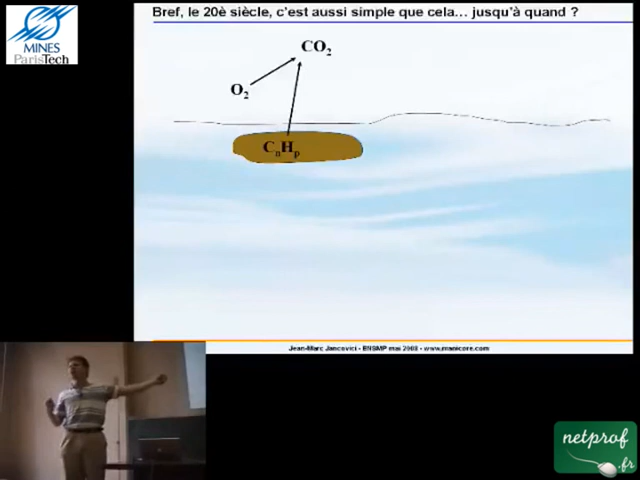 MINES
ParisTech
Bref, le 20è siècle, c'est aussi simple que cela… jusqu'à quand ?
CO2
O2
CnHp
Jean-Marc Jancovici - ENSMP mai 2008 - www.manicore.com
netprof
.fr